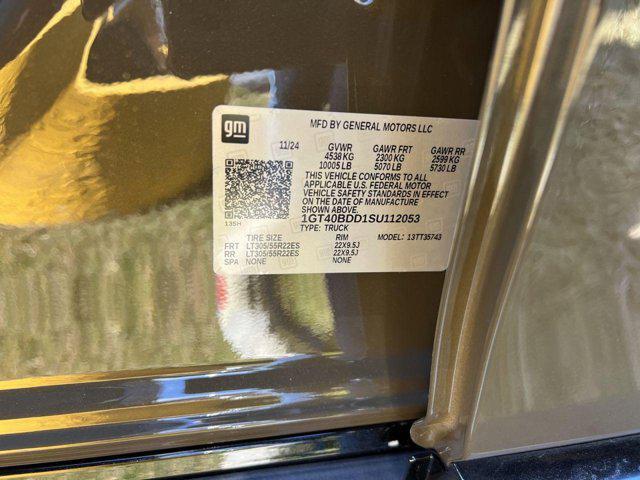 gm
MFD BY GENERAL MOTORS LLC
11/24 GVWR GAWR FRT GAWR RR
4538 KG 2300 KG 2599 KG
10005 LB 5070 LB 5730 LB
THIS VEHICLE CONFORMS TO ALL
APPLICABLE U.S. FEDERAL MOTOR
VEHICLE SAFETY STANDARDS IN EFFECT
ON THE DATE OF MANUFACTURE
SHOWN ABOVE.
135H
1GT40BDD1SU112053
TYPE: TRUCK
TIRE SIZE RIM MODEL: 13TT35743
FRT LT305/55R22ES 22X9.5J
RR LT305/55R22ES 22X9.5J
SPA NONE NONE